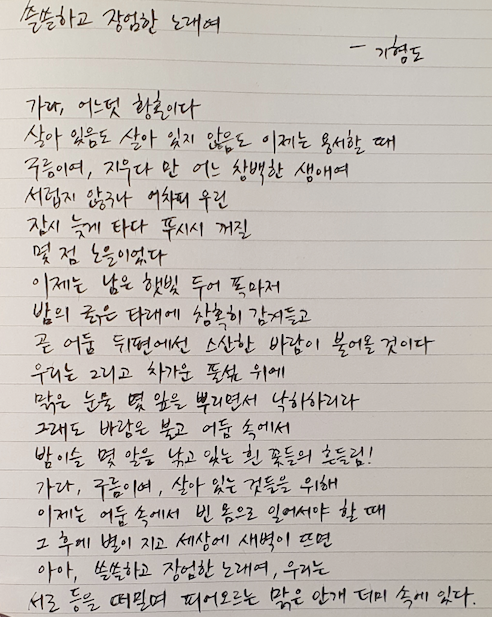 쓸쓸하고 장엄한 노래여
- 기형도
가라, 어느덧 황혼이다
살아 있음도 살아 있지 않음도 이제는 용서할 때
구름이여, 지우다 만 어느 창백한 생애여
서럽지 않구나 어차피 우린
잠시 늦게 타다 푸시시 꺼질
몇 점 노을이었다
이제는 남은 햇빛 두어 폭마저
밤의 굵은 타래에 참혹히 감겨들고
곧 어둠 뒤편에선 스산한 바람이 불어올 것이다
우리는 그리고 차가운 풀섶 위에
맑은 눈물 몇 잎을 뿌리면서 낙하하리라
그래도 바람은 불고 어둠 속에서
밤이슬 몇 알을 낚고 있는 흰 꽃들의 흔들림!
가라, 구름이여, 살아 있는 것들을 위해
이제는 어둠 속에서 빈 몸으로 일어서야 할 때
그 후에 별이 지고 세상에 새벽이 뜨면
아아, 쓸쓸하고 장엄한 노래여, 우리는
서로 등을 떠밀며 피어오르는 맑은 안개 더미 속에 있다.